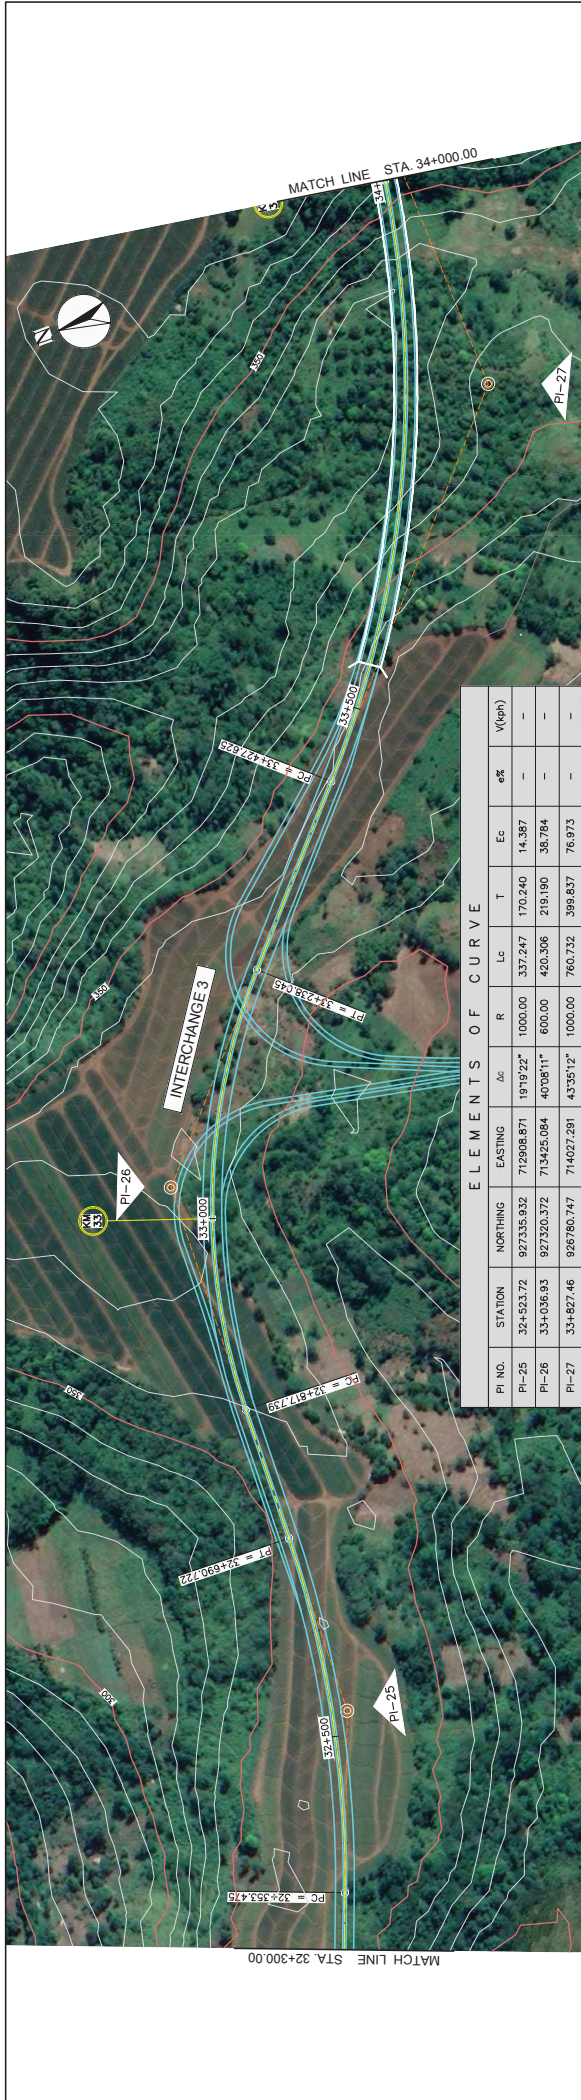 MATCH LINE STA. 34+000.00
34+
N
350
PI-27
33+500
PC = 33+427.625
350
INTERCHANGE 3
PT = 33+238.045
PI-26
KM
33
33+000
PC = 32+817.739
350
PT = 32+690.722
300
PI-25
32+500
PC = 32+353.475
MATCH LINE STA. 32+300.00
ELEMENTS OF CURVE
PI NO. STATION NORTHING EASTING Δc R Lc T Ec e% V(kph)
PI-25 32+523.72 927335.932 712908.871 19°19'22" 1000.00 337.247 170.240 14.387 – –
PI-26 33+036.93 927320.372 713425.084 40°08'11" 600.00 420.306 219.190 38.784 – –
PI-27 33+827.46 926780.747 714027.291 43°35'12" 1000.00 760.732 399.837 76.973 – –